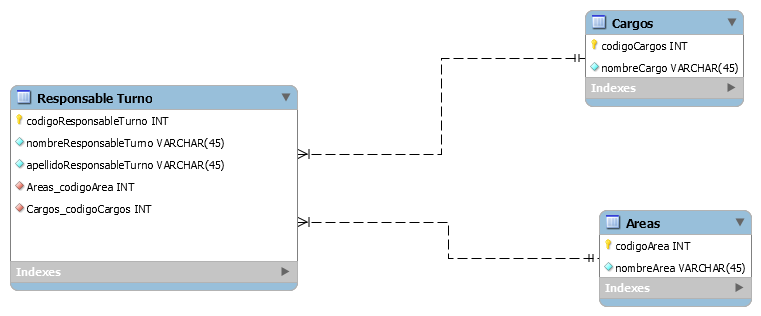 Responsable Turno
codigoResponsableTurno INT
nombreResponsableTurno VARCHAR(45)
apellidoResponsableTurno VARCHAR(45)
Areas_codigoArea INT
Cargos_codigoCargos INT
Indexes
Cargos
codigoCargos INT
nombreCargo VARCHAR(45)
Indexes
Areas
codigoArea INT
nombreArea VARCHAR(45)
Indexes